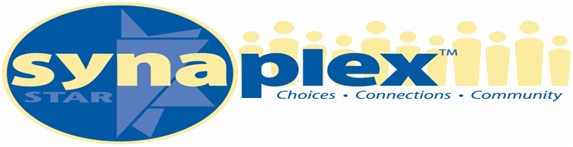 synaplex™
STAR
Choices • Connections • Community